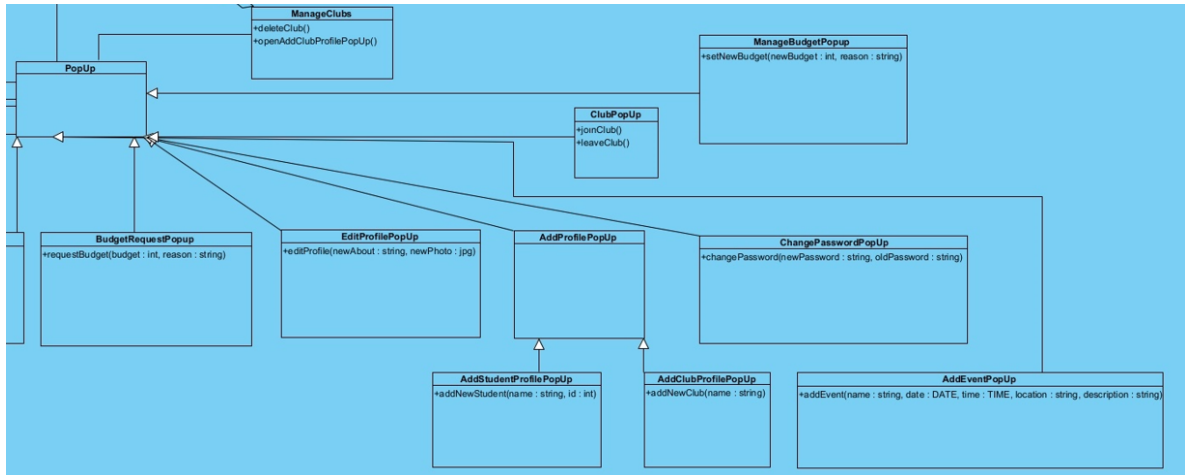 ManageClubs
+deleteClub()
+openAddClubProfilePopUp()
ManageBudgetPopup
+setNewBudget(newBudget : int, reason : string)
PopUp
ClubPopUp
+joinClub()
+leaveClub()
BudgetRequestPopup
+requestBudget(budget : int, reason : string)
EditProfilePopUp
+editProfile(newAbout : string, newPhoto : jpg)
AddProfilePopUp
ChangePasswordPopUp
+changePassword(newPassword : string, oldPassword : string)
AddStudentProfilePopUp
+addNewStudent(name : string, id : int)
AddClubProfilePopUp
+addNewClub(name : string)
AddEventPopUp
+addEvent(name : string, date : DATE, time : TIME, location : string, description : string)